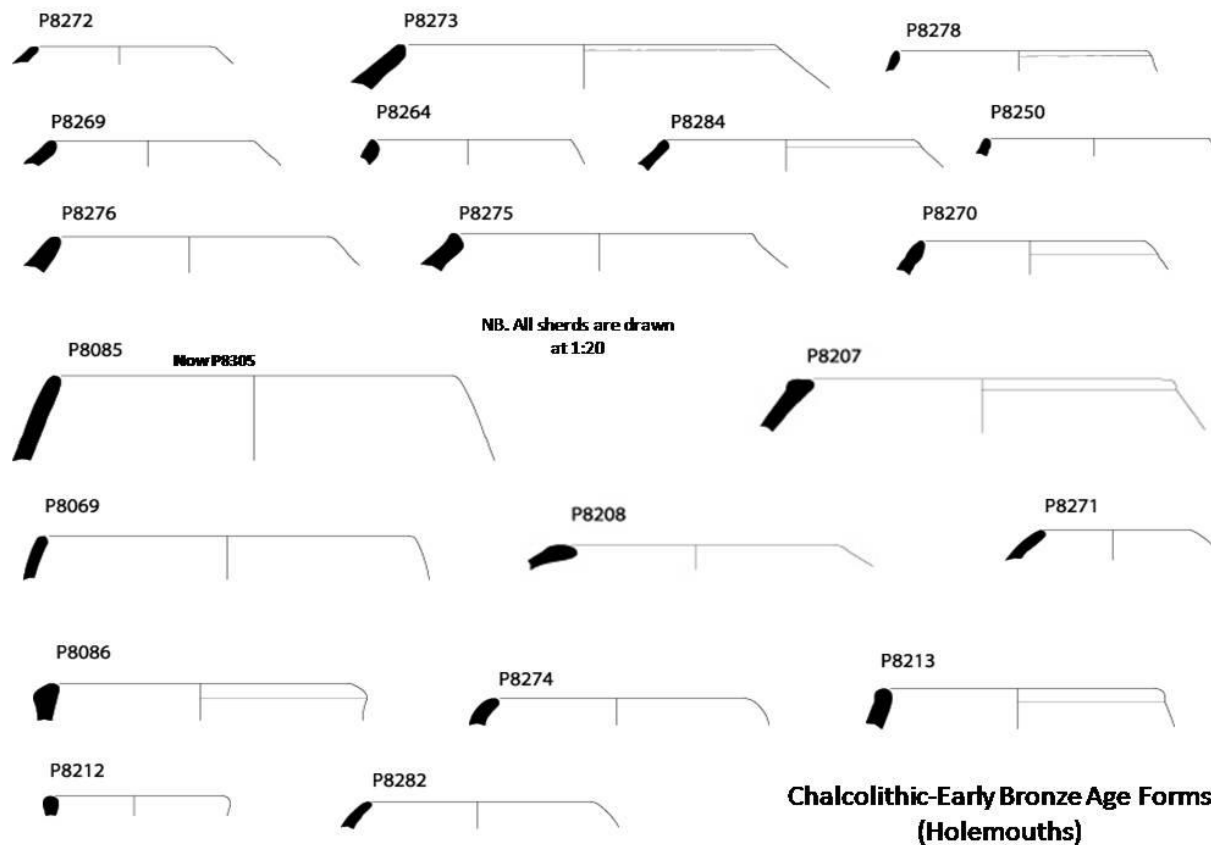 P8272
P8273
P8278
P8269
P8264
P8284
P8250
P8276
P8275
P8270
NB. All sherds are drawn
at 1:20
P8085
Now P8305
P8207
P8069
P8208
P8271
P8086
P8274
P8213
P8212
P8282
Chalcolithic-Early Bronze Age Forms
(Holemouths)